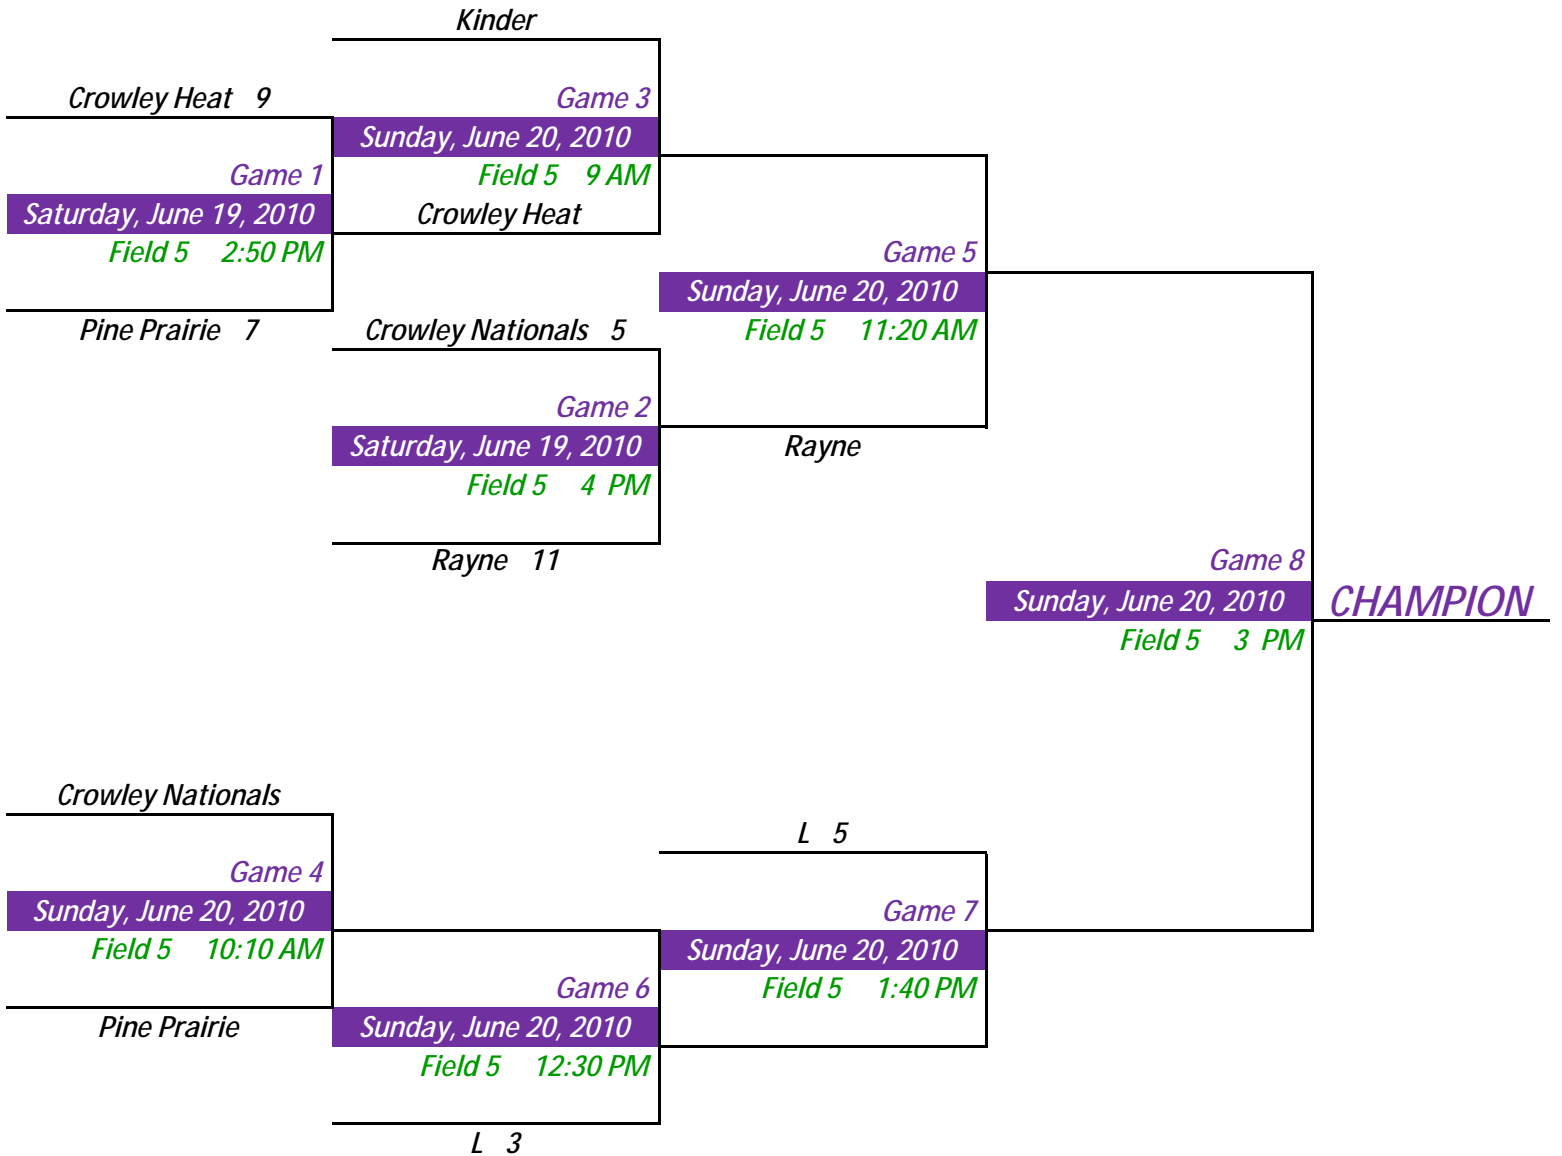 Kinder
Crowley Heat 9
Game 3
Sunday, June 20, 2010
Game 1
Field 5 9 AM
Saturday, June 19, 2010
Crowley Heat
Field 5 2:50 PM
Game 5
Sunday, June 20, 2010
Pine Prairie 7
Crowley Nationals 5
Field 5 11:20 AM
Game 2
Saturday, June 19, 2010
Rayne
Field 5 4 PM
Rayne 11
Game 8
Sunday, June 20, 2010
CHAMPION
Field 5 3 PM
Crowley Nationals
L 5
Game 4
Sunday, June 20, 2010
Game 7
Field 5 10:10 AM
Sunday, June 20, 2010
Game 6
Field 5 1:40 PM
Pine Prairie
Sunday, June 20, 2010
Field 5 12:30 PM
L 3